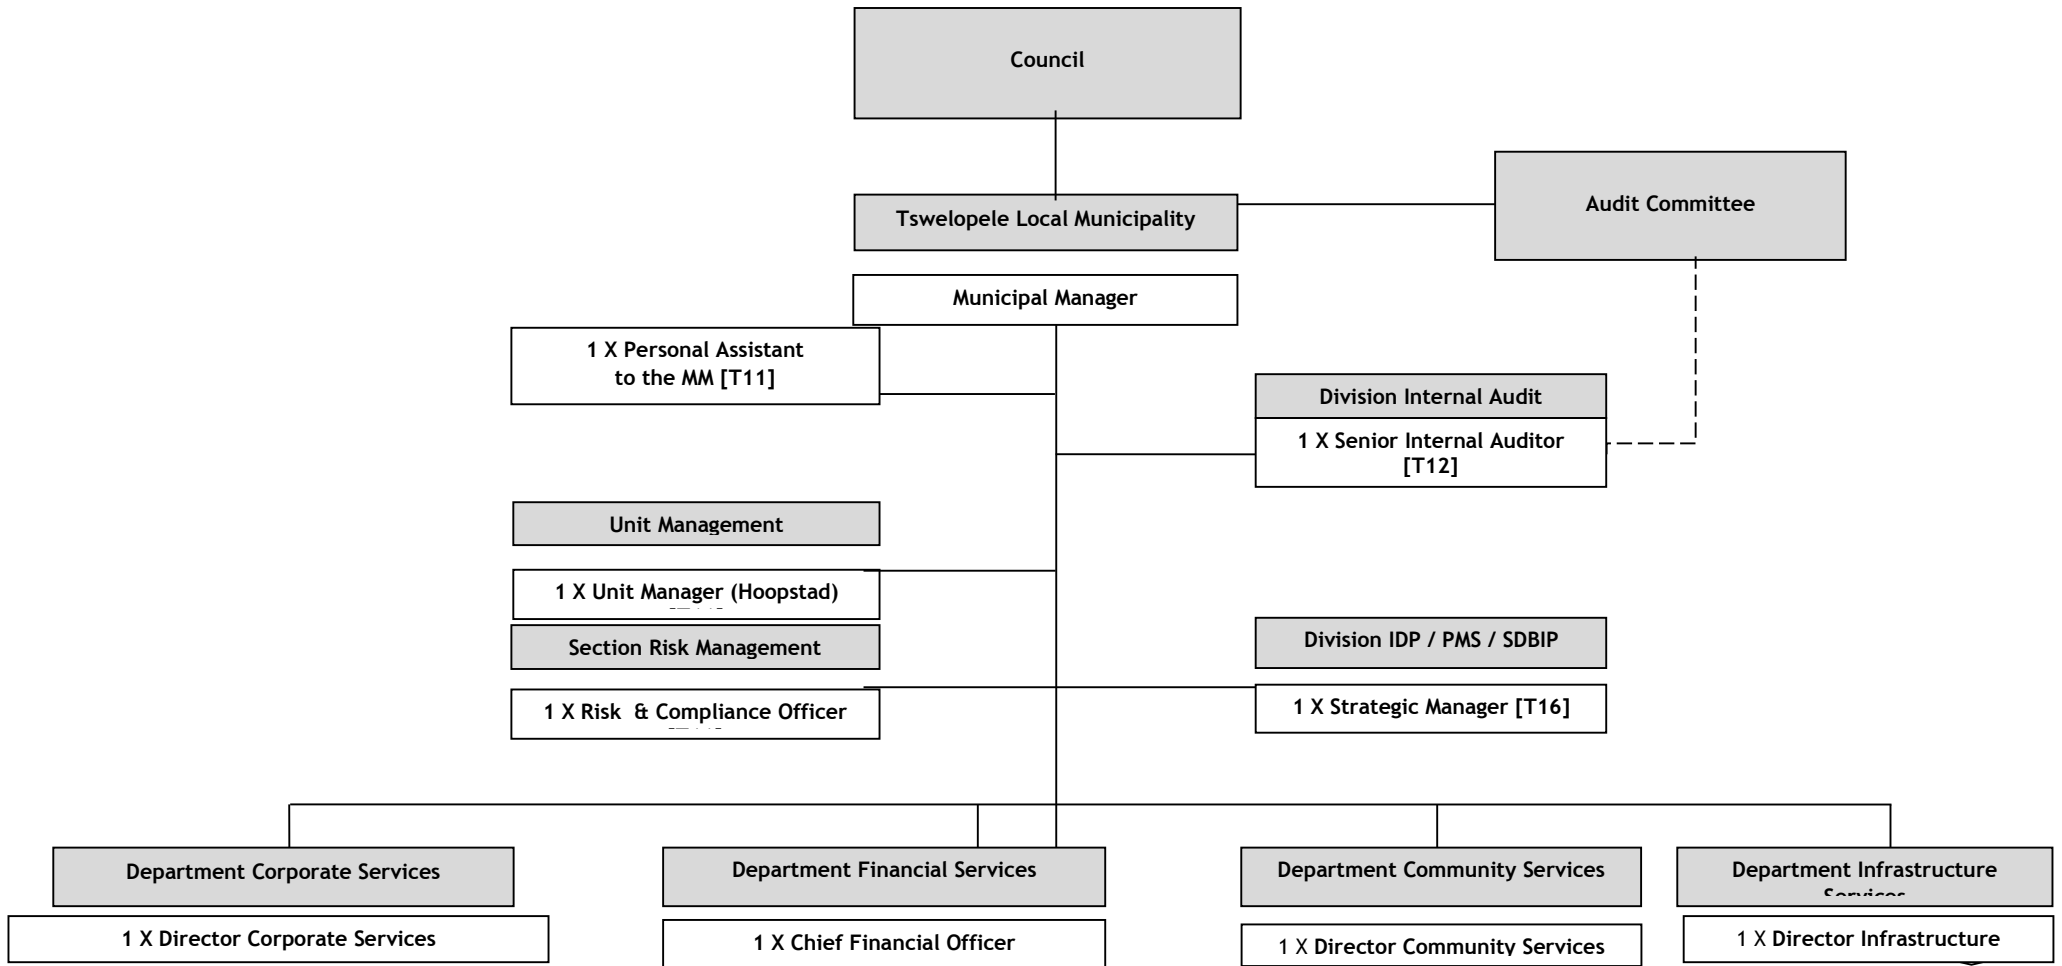 Council
Audit Committee
Tswelopele Local Municipality
Municipal Manager
1 X Personal Assistant
to the MM [T11]
Division Internal Audit
1 X Senior Internal Auditor
[T12]
Unit Management
1 X Unit Manager (Hoopstad)
Section Risk Management
Division IDP / PMS / SDBIP
1 X Risk & Compliance Officer
1 X Strategic Manager [T16]
Department Corporate Services
Department Financial Services
Department Community Services
Department Infrastructure
Services
1 X Director Corporate Services
1 X Chief Financial Officer
1 X Director Community Services
1 X Director Infrastructure